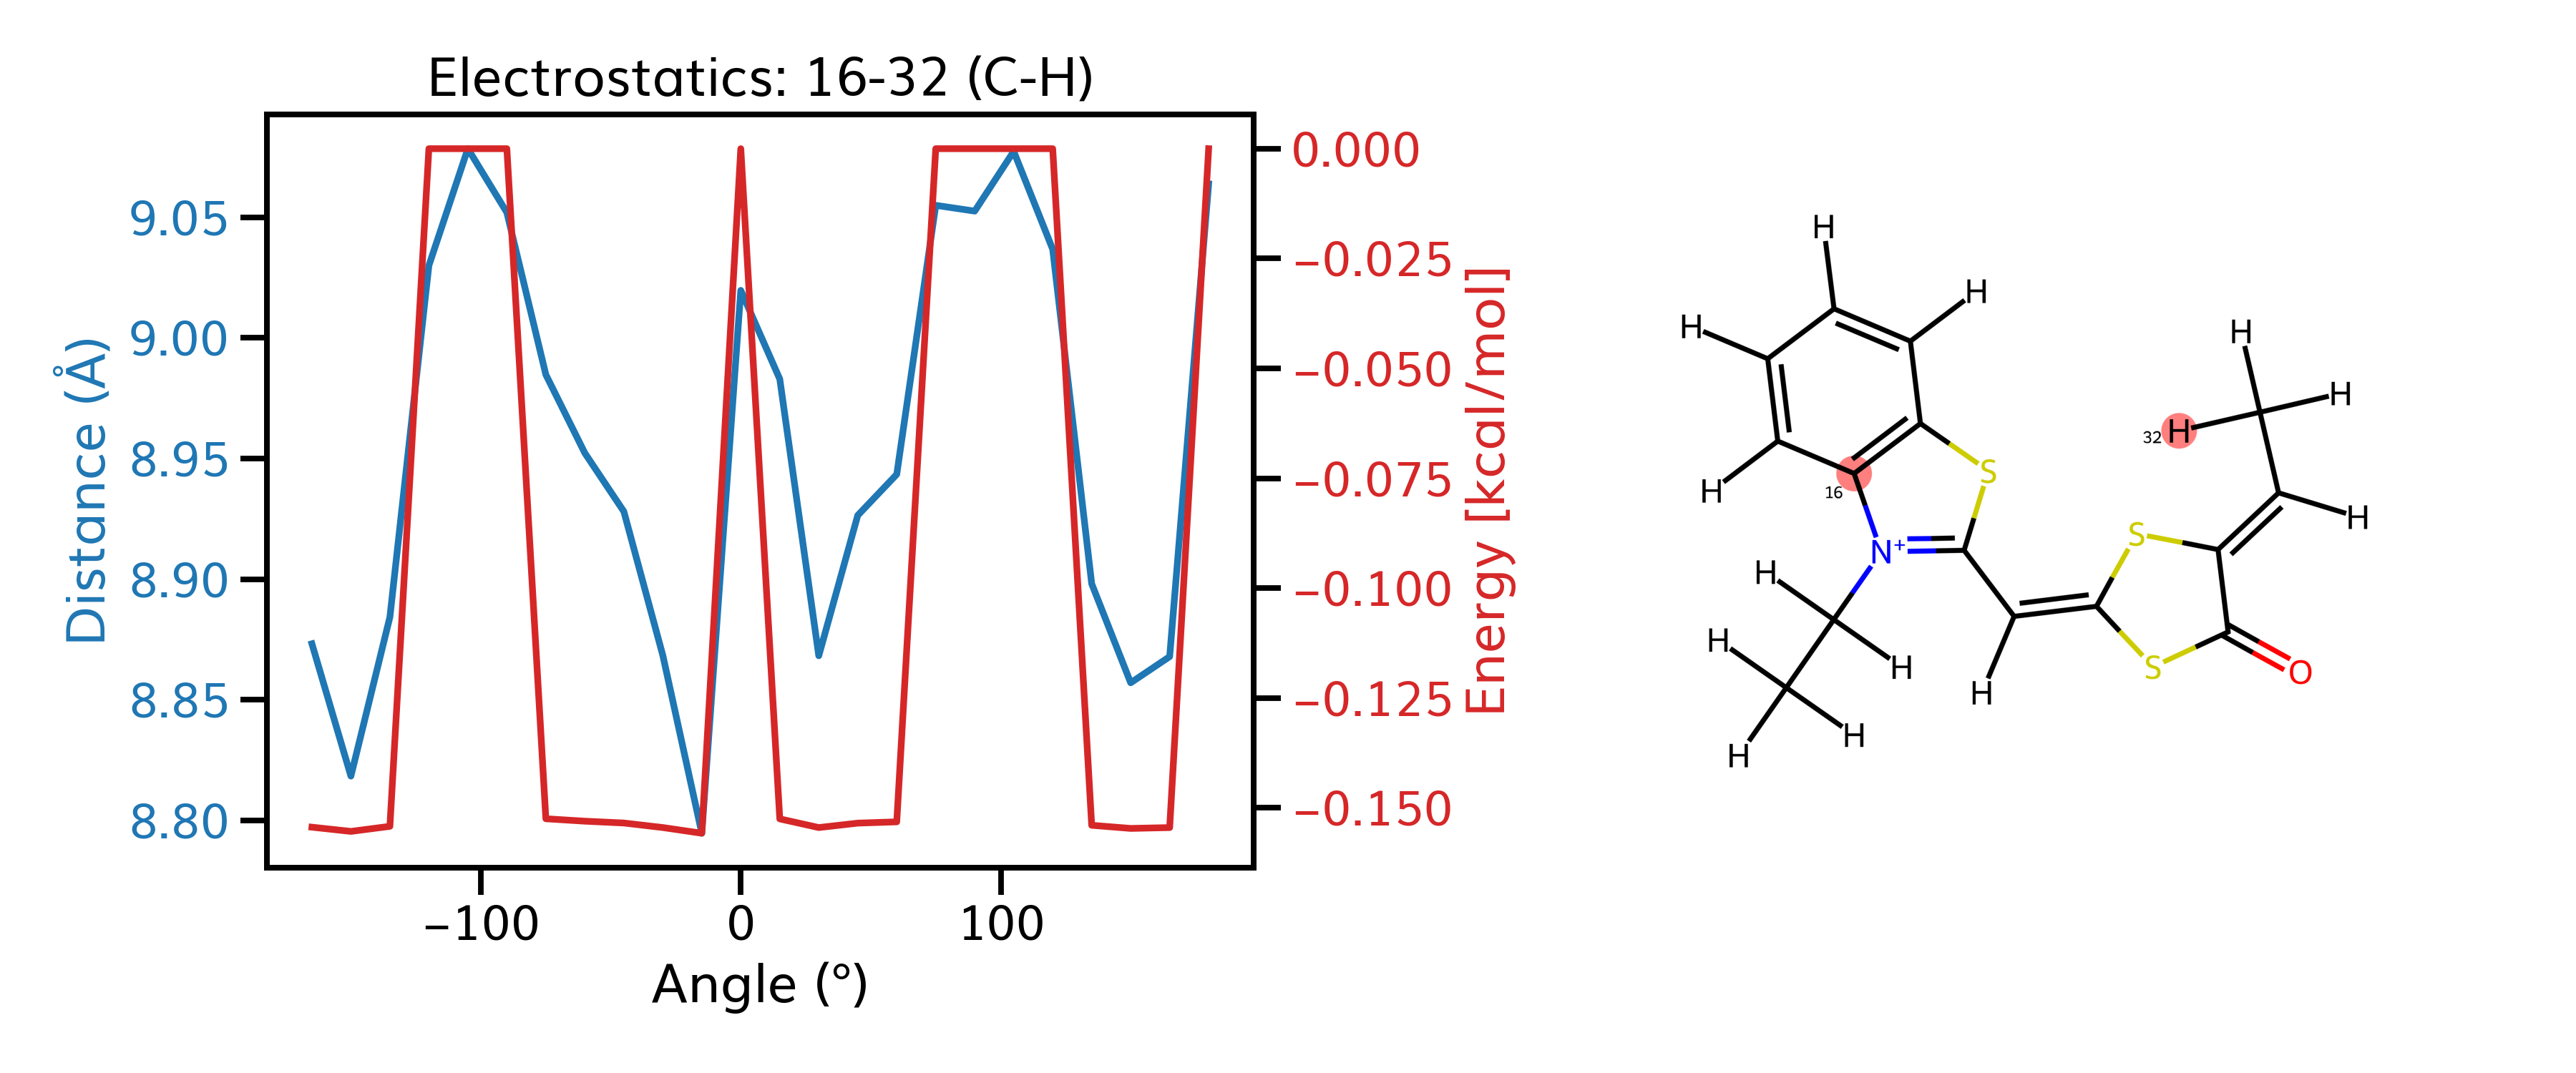 Electrostatics: 16-32 (C-H)
Distance (Å)
9.05
9.00
8.95
8.90
8.85
8.80
0.000
−0.025
−0.050
−0.075
−0.100
−0.125
−0.150
Energy [kcal/mol]
−100
0
100
Angle (°)
H
H
H
H
H
H
32 H
S
16
H
H
S
N+
H
H
H
S
O
H
H
H